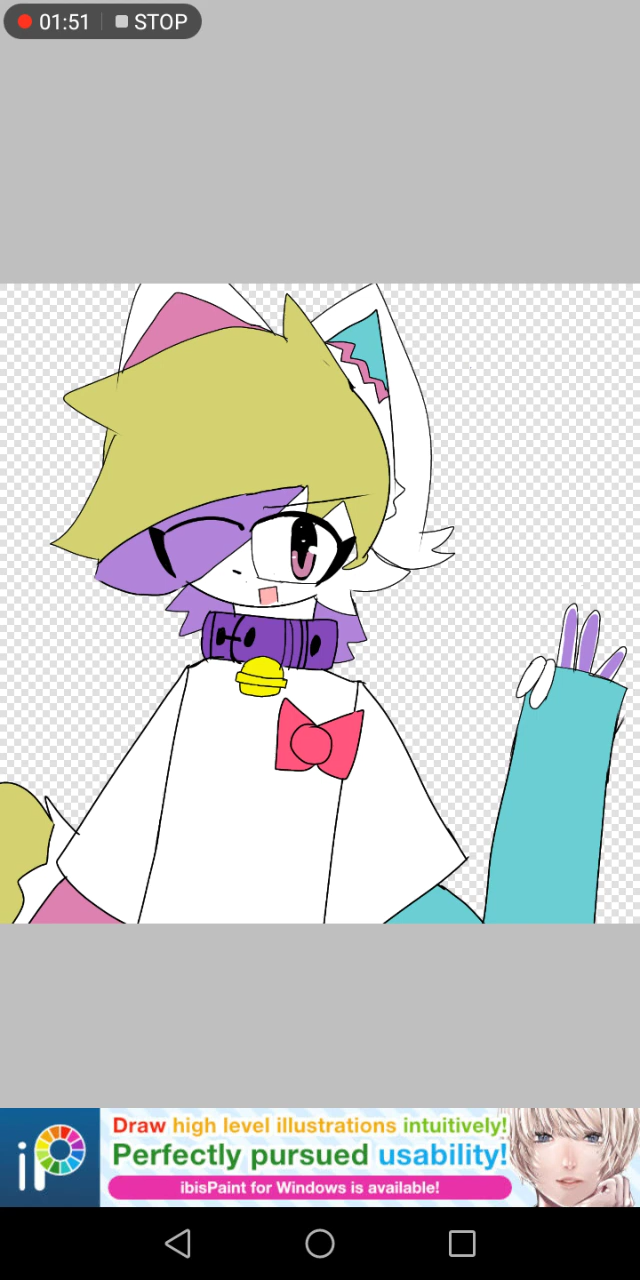 01:51 STOP
Draw high level illustrations intuitively!
Perfectly pursued usability!
ibisPaint for Windows is available!